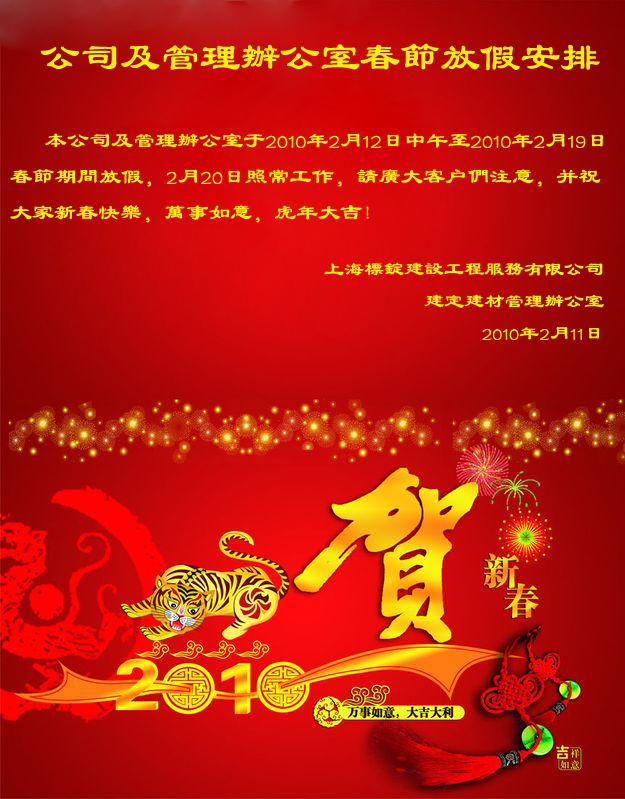 公司及管理辦公室春節放假安排
本公司及管理辦公室于2010年2月12日中午至2010年2月19日
春節期間放假，2月20日照常工作，請廣大客户們注意，并祝
大家新春快樂，萬事如意，虎年大吉！
上海標錠建設工程服務有限公司
建定建材管理辦公室
2010年2月11日
賀
新春
2010
万事如意，大吉大利
吉祥
如意